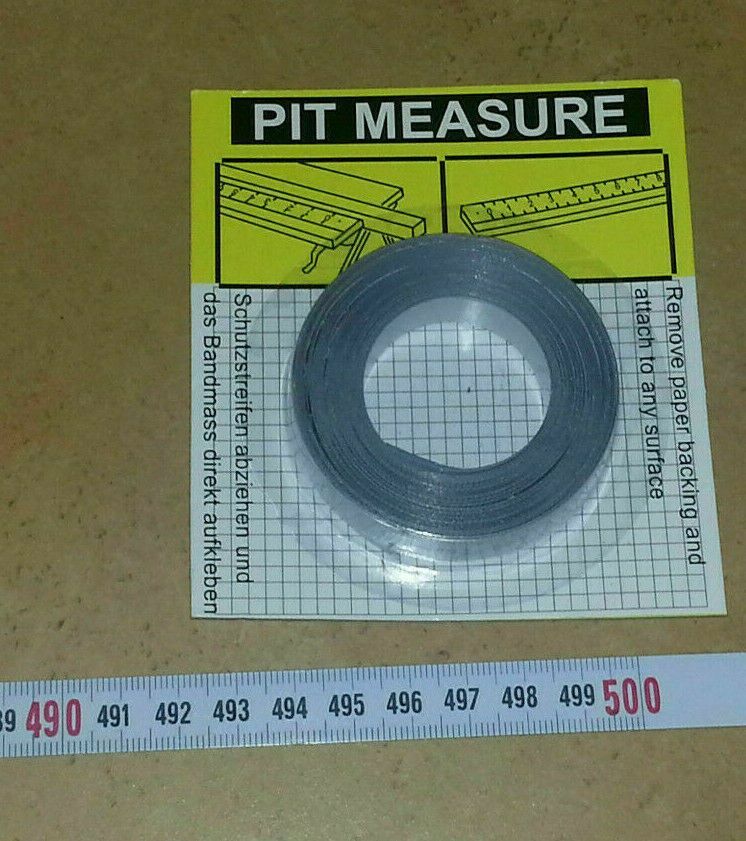 PIT MEASURE
Remove paper backing and
attach to any surface
Schutzstreifen abziehen und
das Bandmass direkt aufkleben
490 491 492 493 494 495 496 497 498 499 500